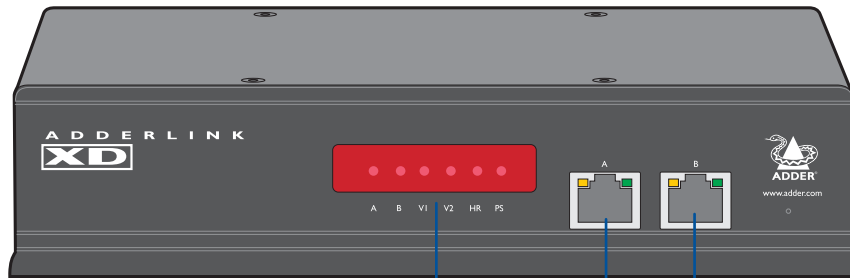 ADDERLINK
XD
A B V1 V2 HR PS
A
B
ADDER®
www.adder.com